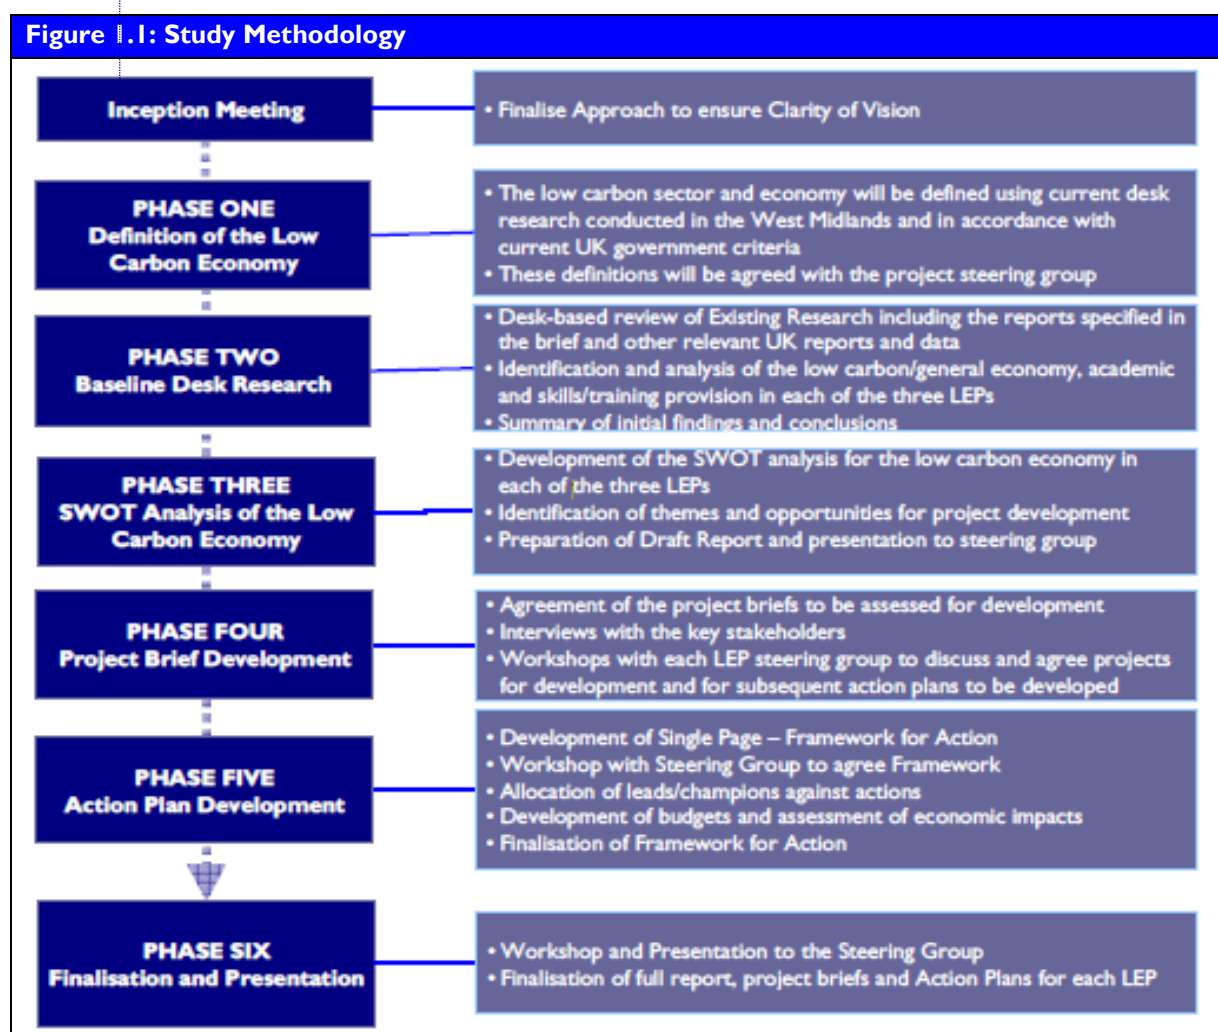 Figure 1.1: Study Methodology
Inception Meeting
• Finalise Approach to ensure Clarity of Vision
PHASE ONE
Definition of the Low
Carbon Economy
• The low carbon sector and economy will be defined using current desk
research conducted in the West Midlands and in accordance with
current UK government criteria
• These definitions will be agreed with the project steering group
PHASE TWO
Baseline Desk Research
• Desk-based review of Existing Research including the reports specified in
the brief and other relevant UK reports and data
• Identification and analysis of the low carbon/general economy, academic
and skills/training provision in each of the three LEPs
• Summary of initial findings and conclusions
PHASE THREE
SWOT Analysis of the Low
Carbon Economy
• Development of the SWOT analysis for the low carbon economy in
each of the three LEPs
• Identification of themes and opportunities for project development
• Preparation of Draft Report and presentation to steering group
PHASE FOUR
Project Brief Development
• Agreement of the project briefs to be assessed for development
• Interviews with the key stakeholders
• Workshops with each LEP steering group to discuss and agree projects
for development and for subsequent action plans to be developed
PHASE FIVE
Action Plan Development
• Development of Single Page – Framework for Action
• Workshop with Steering Group to agree Framework
• Allocation of leads/champions against actions
• Development of budgets and assessment of economic impacts
• Finalisation of Framework for Action
PHASE SIX
Finalisation and Presentation
• Workshop and Presentation to the Steering Group
• Finalisation of full report, project briefs and Action Plans for each LEP